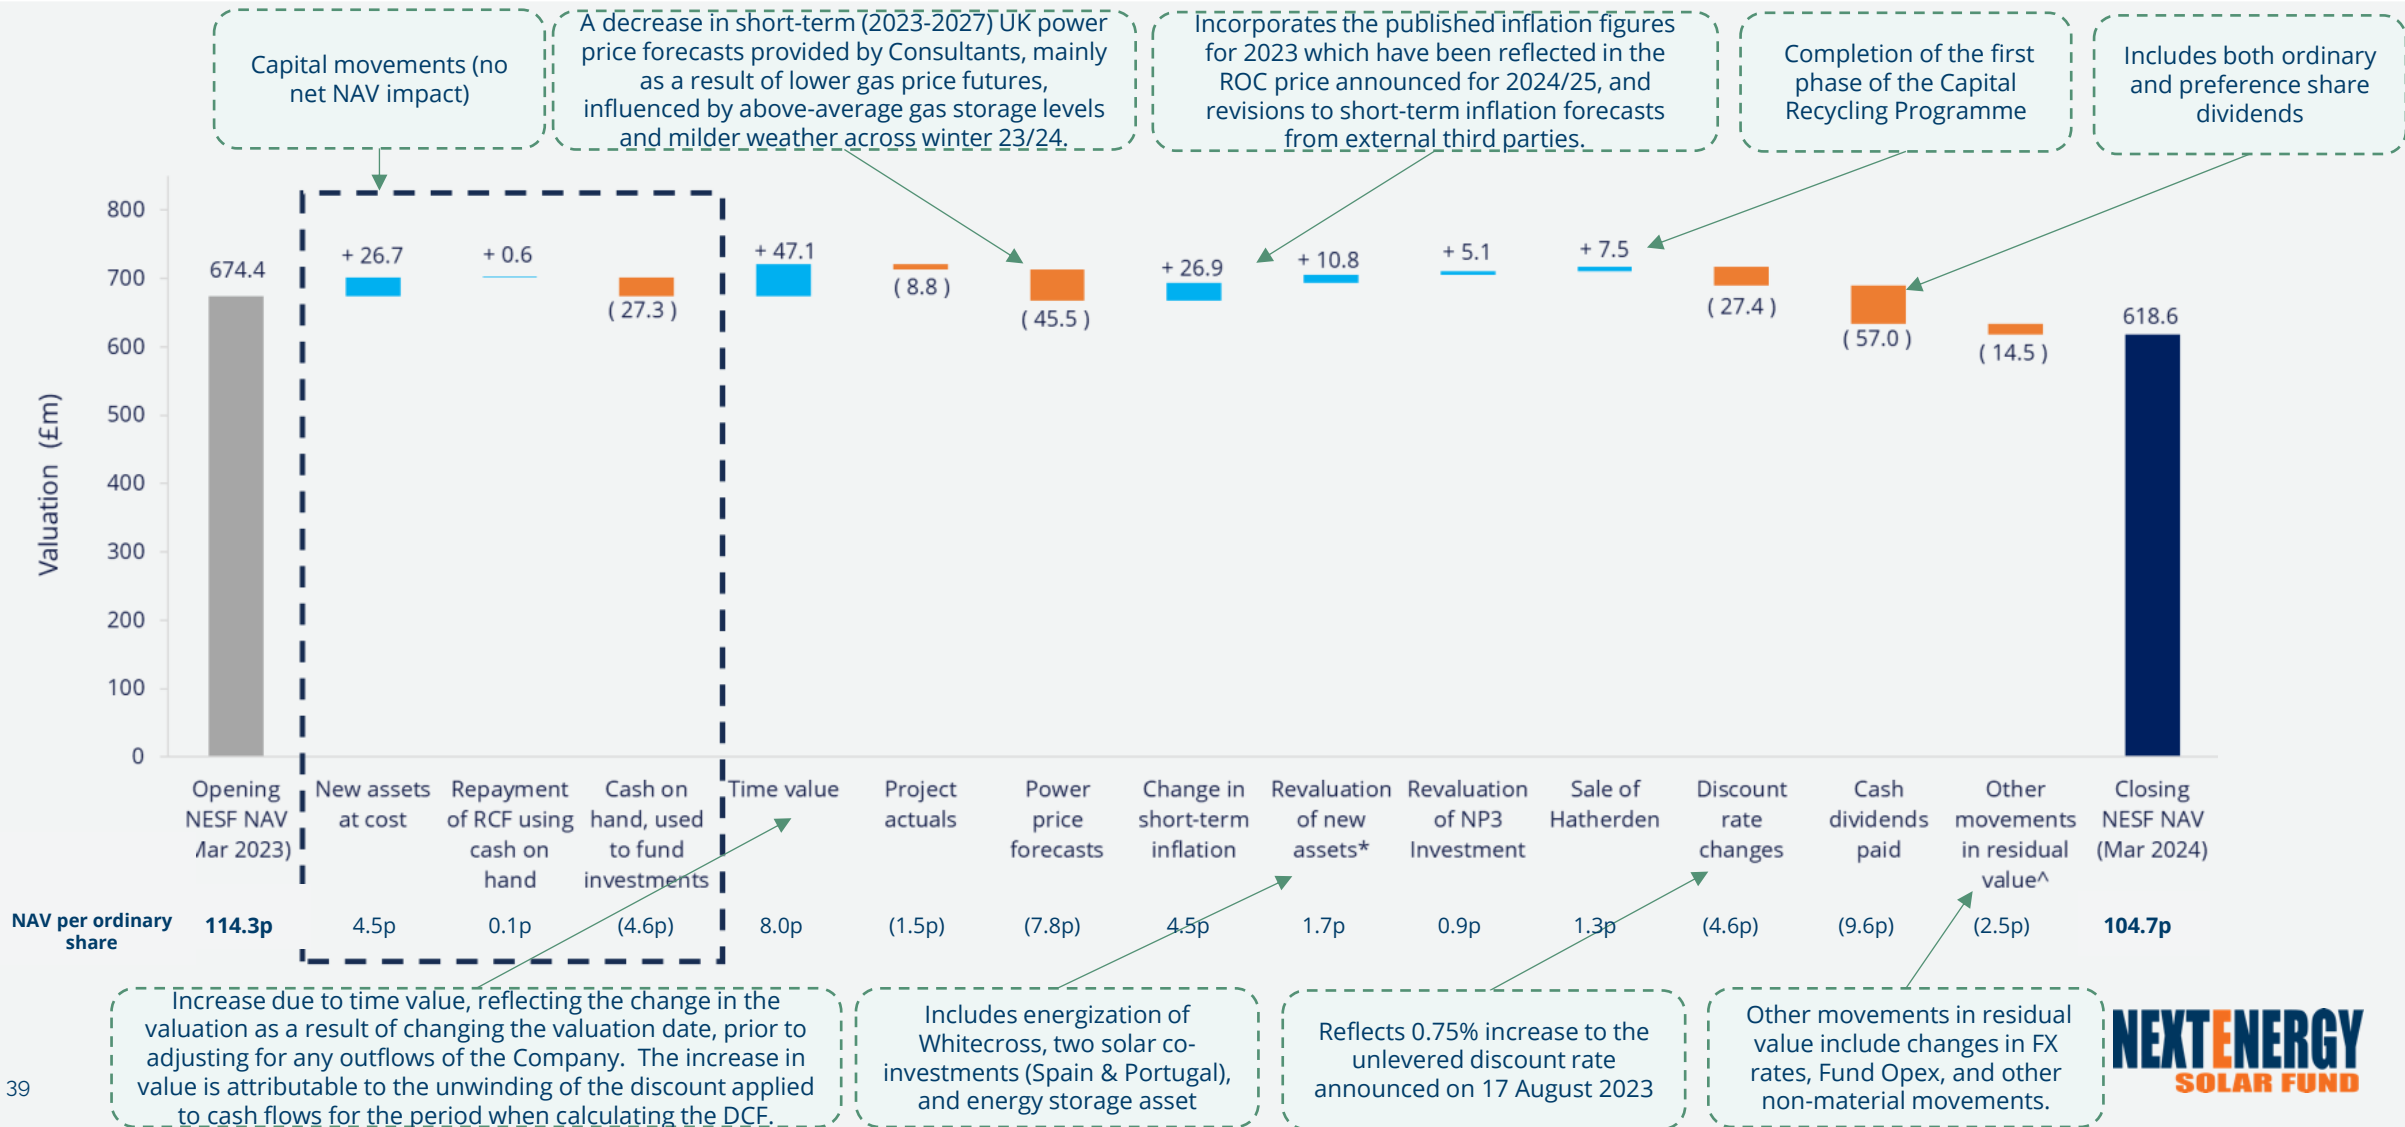 Capital movements (no
net NAV impact)
A decrease in short-term (2023-2027) UK power
price forecasts provided by Consultants, mainly
as a result of lower gas price futures,
influenced by above-average gas storage levels
and milder weather across winter 23/24.
Incorporates the published inflation figures
for 2023 which have been reflected in the
ROC price announced for 2024/25, and
revisions to short-term inflation forecasts
from external third parties.
Completion of the first
phase of the Capital
Recycling Programme
Includes both ordinary
and preference share
dividends
Valuation (£m)
800
700
600
500
400
300
200
100
0
674.4
+ 26.7
+ 0.6
( 27.3 )
+ 47.1
( 8.8 )
( 45.5 )
+ 26.9
+ 10.8
+ 5.1
+ 7.5
( 27.4 )
( 57.0 )
( 14.5 )
618.6
Opening
NESF NAV
Mar 2023)
New assets
at cost
Repayment
of RCF using
cash on
hand
Cash on
hand, used
to fund
investments
Time value
Project
actuals
Power
price
forecasts
Change in
short-term
inflation
Revaluation
of new
assets*
Revaluation
of NP3
Investment
Sale of
Hatherden
Discount
rate
changes
Cash
dividends
paid
Other
movements
in residual
value^
Closing
NESF NAV
(Mar 2024)
NAV per ordinary
share
114.3p
4.5p
0.1p
(4.6p)
8.0p
(1.5p)
(7.8p)
4.5p
1.7p
0.9p
1.3p
(4.6p)
(9.6p)
(2.5p)
104.7p
Increase due to time value, reflecting the change in the
valuation as a result of changing the valuation date, prior to
adjusting for any outflows of the Company. The increase in
value is attributable to the unwinding of the discount applied
to cash flows for the period when calculating the DCF.
Includes energization of
Whitecross, two solar co-
investments (Spain & Portugal),
and energy storage asset
Reflects 0.75% increase to the
unlevered discount rate
announced on 17 August 2023
Other movements in residual
value include changes in FX
rates, Fund Opex, and other
non-material movements.
NEXTENERGY
SOLAR FUND
39